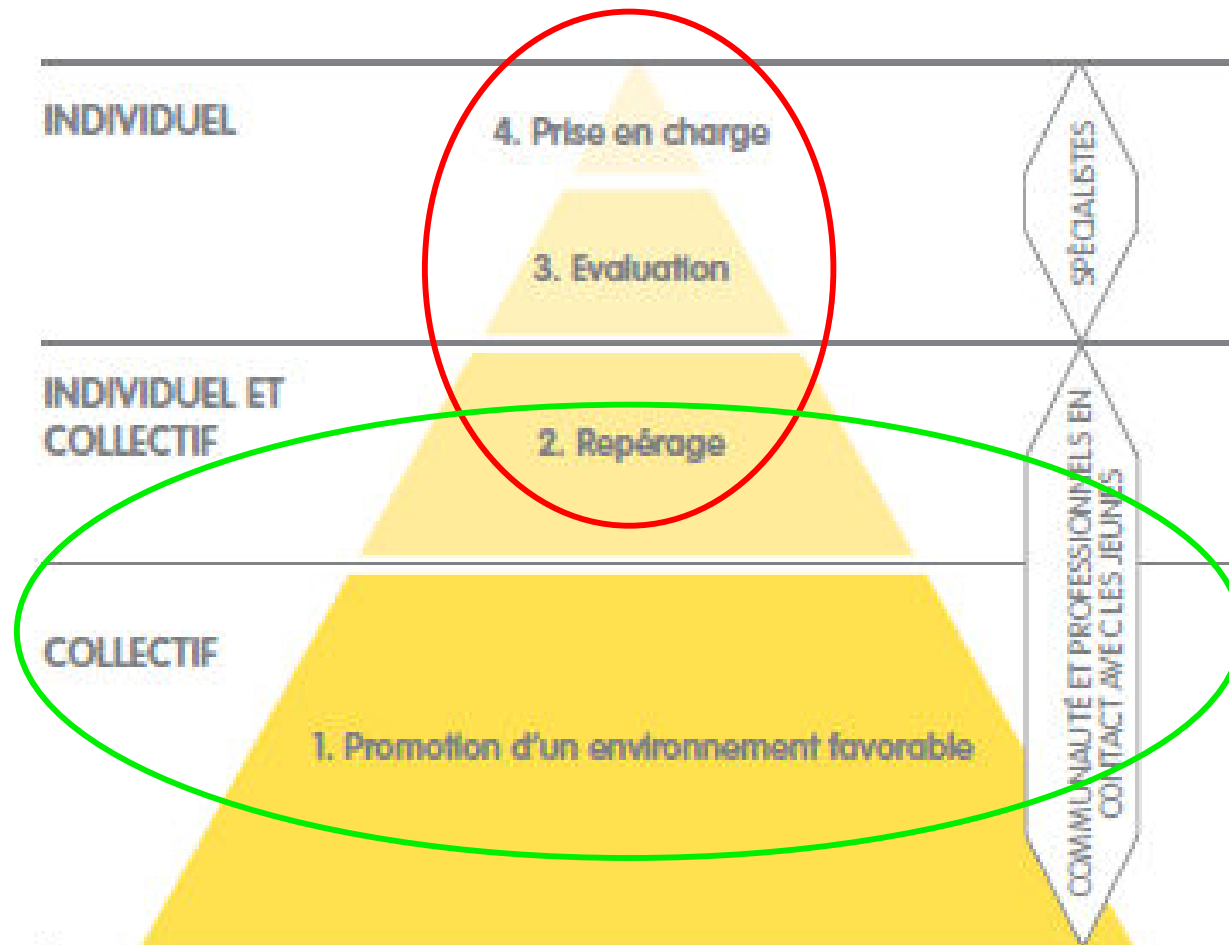 INDIVIDUEL
4. Prise en charge
3. Evaluation
SPÉCIALISTES
INDIVIDUEL ET
COLLECTIF
2. Repérage
COLLECTIF
1. Promotion d'un environnement favorable
COMMUNAUTÉ ET PROFESSIONNELS EN
CONTACT AVEC LES JEUNES